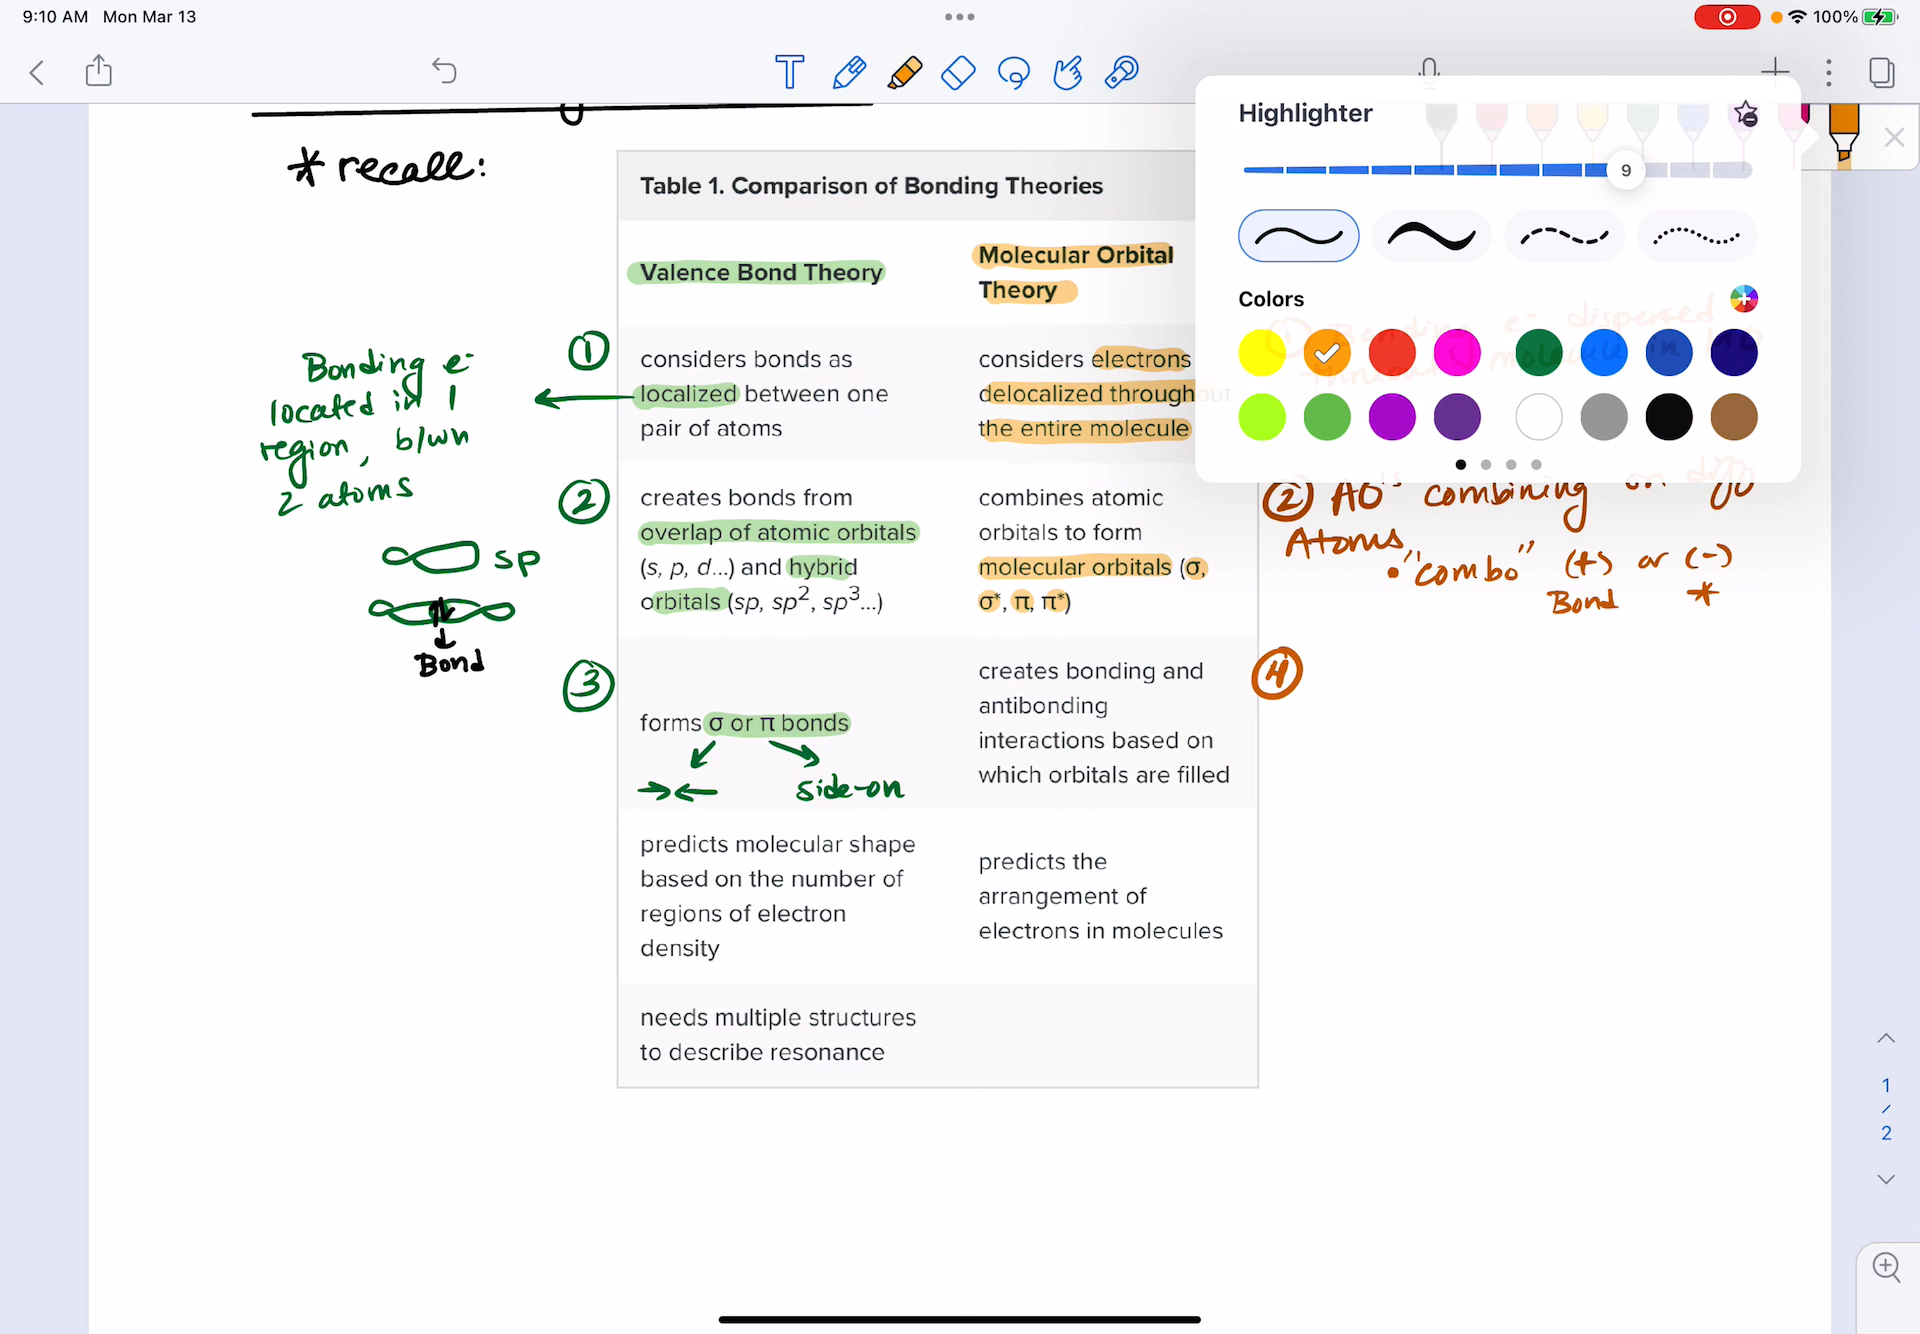 9:10 AM Mon Mar 13
100%
Highlighter
9
Colors
* recall:
Table 1. Comparison of Bonding Theories
Valence Bond Theory
Molecular Orbital
Theory
①
considers bonds as
localized between one
pair of atoms
considers electrons
delocalized throughout
the entire molecule
Bonding e-
located in 1
region, b/wn
2 atoms
① Bonding e- dispersed
②
creates bonds from
overlap of atomic orbitals
(s, p, d...) and hybrid
orbitals (sp, sp², sp³...)
combines atomic
orbitals to form
molecular orbitals (σ,
σ*, π, π*)
② AO's combining on
Atoms
• "combo" (+) or (-)
Bond *
sp
Bond
③
forms σ or π bonds
side-on
creates bonding and
antibonding
interactions based on
which orbitals are filled
④
predicts molecular shape
based on the number of
regions of electron
density
predicts the
arrangement of
electrons in molecules
needs multiple structures
to describe resonance
1
/
2